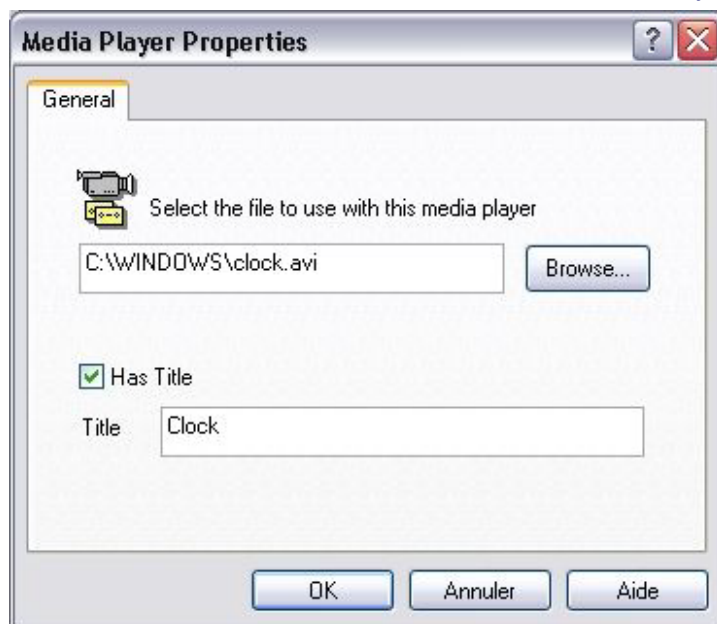 Media Player Properties
General
Select the file to use with this media player
C:\WINDOWS\clock.avi
Browse...
Has Title
Title
Clock
OK
Annuler
Aide